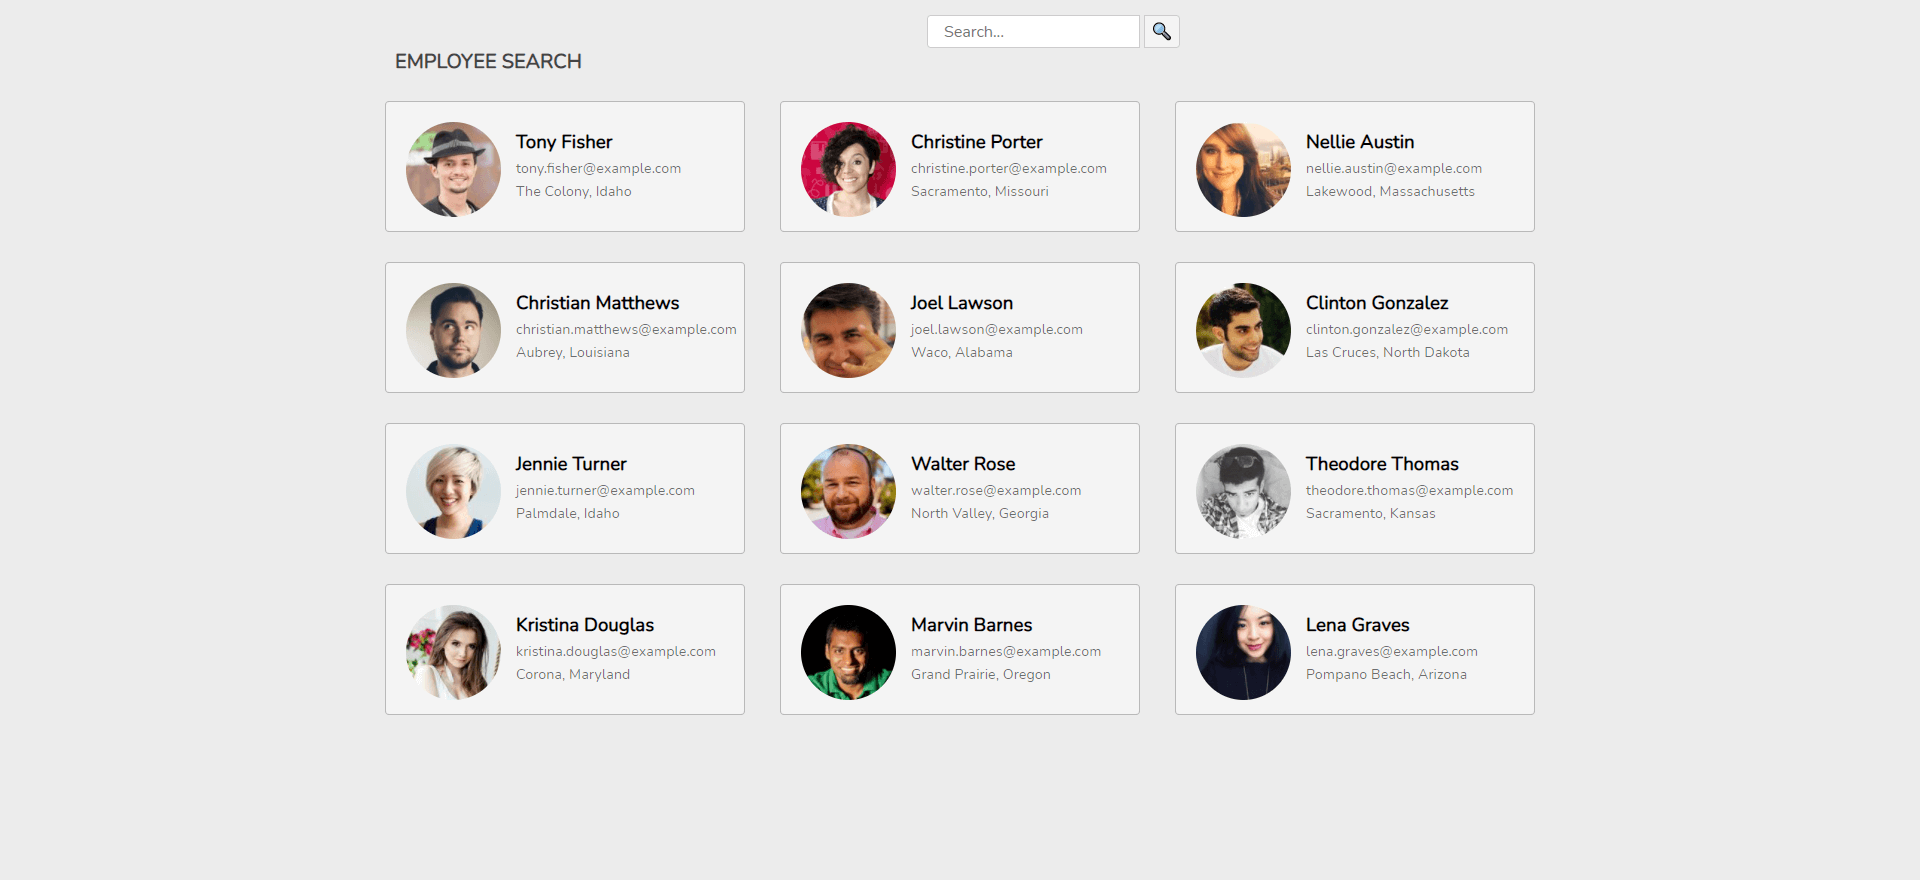 Search...
EMPLOYEE SEARCH
Tony Fisher
tony.fisher@example.com
The Colony, Idaho
Christine Porter
christine.porter@example.com
Sacramento, Missouri
Nellie Austin
nellie.austin@example.com
Lakewood, Massachusetts
Christian Matthews
christian.matthews@example.com
Aubrey, Louisiana
Joel Lawson
joel.lawson@example.com
Waco, Alabama
Clinton Gonzalez
clinton.gonzalez@example.com
Las Cruces, North Dakota
Jennie Turner
jennie.turner@example.com
Palmdale, Idaho
Walter Rose
walter.rose@example.com
North Valley, Georgia
Theodore Thomas
theodore.thomas@example.com
Sacramento, Kansas
Kristina Douglas
kristina.douglas@example.com
Corona, Maryland
Marvin Barnes
marvin.barnes@example.com
Grand Prairie, Oregon
Lena Graves
lena.graves@example.com
Pompano Beach, Arizona